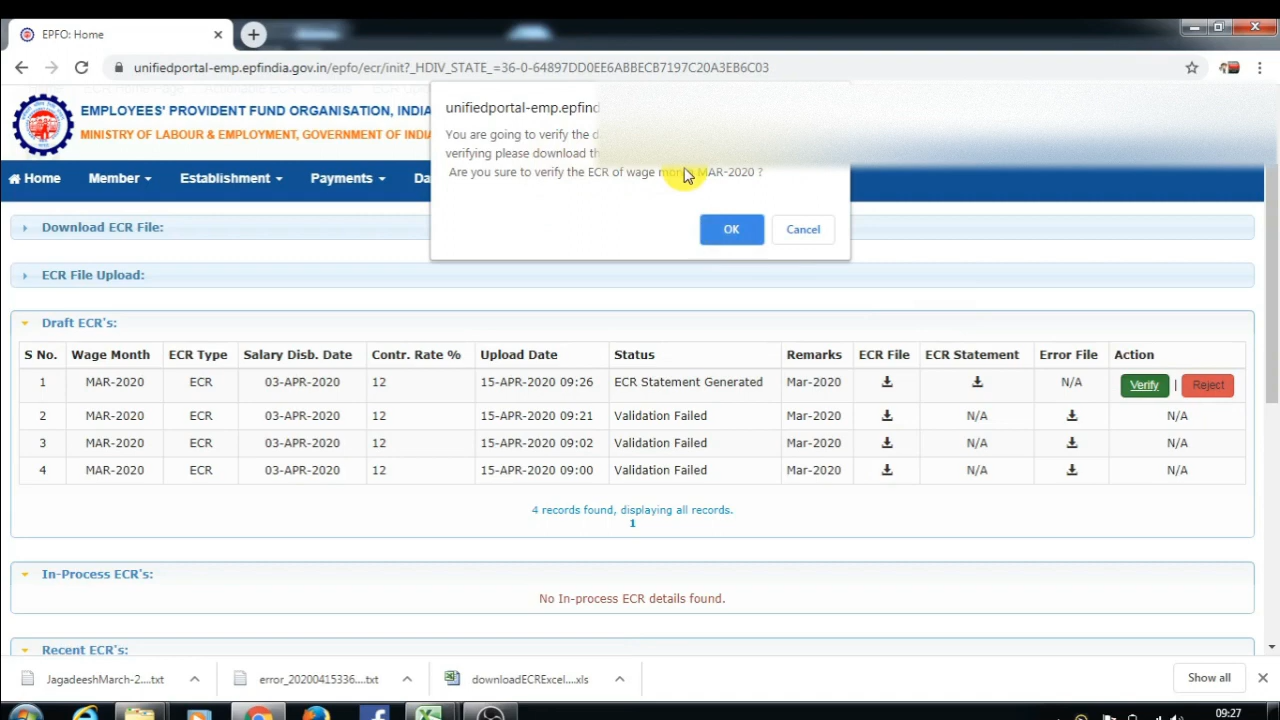 EPFO: Home
unifiedportal-emp.epfindia.gov.in/epfo/ecr/init?_HDIV_STATE_=36-0-64897DD0EE6ABBECB7197C20A3EB6C03
EMPLOYEES' PROVIDENT FUND ORGANISATION, INDIA
MINISTRY OF LABOUR & EMPLOYMENT, GOVERNMENT OF INDIA
unifiedportal-emp.epfind
You are going to verify the d
verifying please download th
Are you sure to verify the ECR of wage month MAR-2020 ?
OK Cancel
Home Member Establishment Payments Da
Download ECR File:
ECR File Upload:
Draft ECR's:
S No. Wage Month ECR Type Salary Disb. Date Contr. Rate % Upload Date Status Remarks ECR File ECR Statement Error File Action
1 MAR-2020 ECR 03-APR-2020 12 15-APR-2020 09:26 ECR Statement Generated Mar-2020 N/A Verify | Reject
2 MAR-2020 ECR 03-APR-2020 12 15-APR-2020 09:21 Validation Failed Mar-2020 N/A N/A
3 MAR-2020 ECR 03-APR-2020 12 15-APR-2020 09:02 Validation Failed Mar-2020 N/A N/A
4 MAR-2020 ECR 03-APR-2020 12 15-APR-2020 09:00 Validation Failed Mar-2020 N/A N/A
4 records found, displaying all records.
1
In-Process ECR's:
No In-process ECR details found.
Recent ECR's:
JagadeeshMarch-2....txt error_20200415336....txt downloadECRExcel....xls Show all
09:27